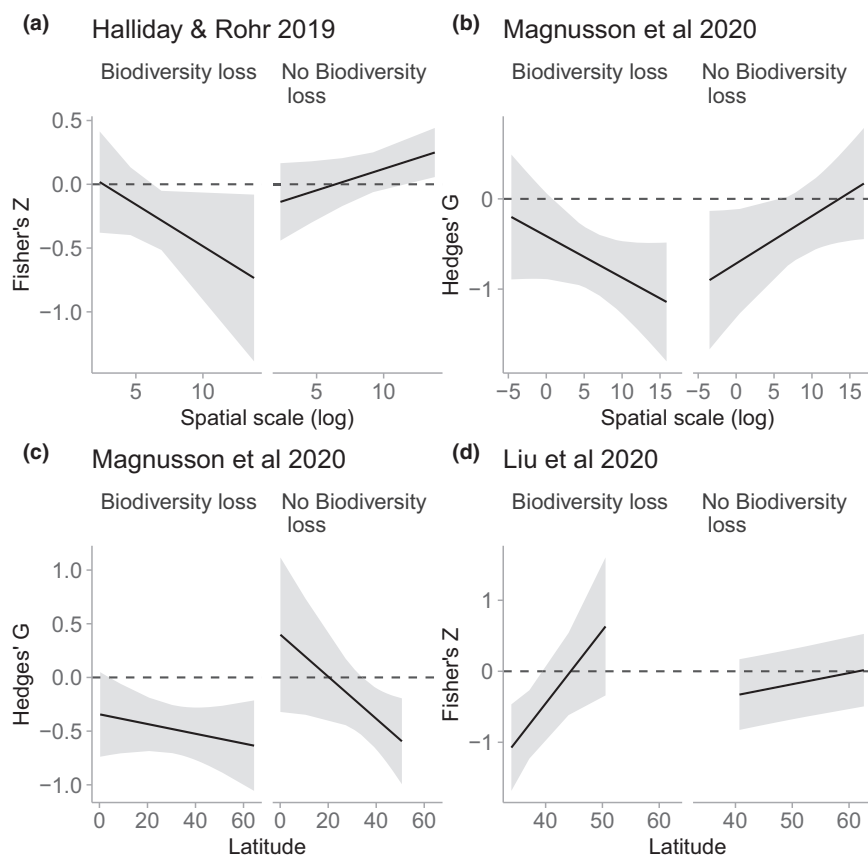 (a) Halliday & Rohr 2019
Biodiversity loss
No Biodiversity
loss
Fisher's Z
0.5
0.0
−0.5
−1.0
5 10
5 10
Spatial scale (log)
(b) Magnusson et al 2020
Biodiversity loss
No Biodiversity
loss
Hedges' G
0
−1
−5 0 5 10 15
−5 0 5 10 15
Spatial scale (log)
(c) Magnusson et al 2020
Biodiversity loss
No Biodiversity
loss
Hedges' G
1.0
0.5
0.0
−0.5
−1.0
0 20 40 60
0 20 40 60
Latitude
(d) Liu et al 2020
Biodiversity loss
No Biodiversity
loss
Fisher's Z
1
0
−1
40 50 60
40 50 60
Latitude